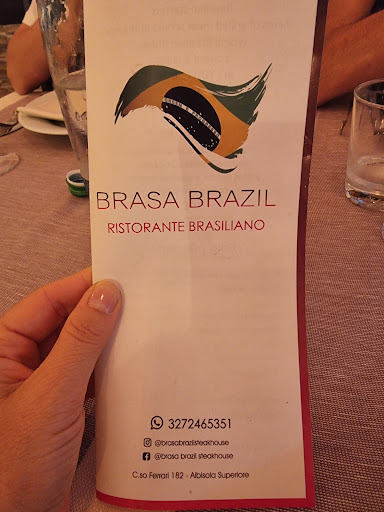 BRASA BRAZIL
RISTORANTE BRASILIANO
3272465351
@brasabrazilsteakhouse
@brasa brazil steakhouse
C.so Ferrari 182 - Albisola Superiore